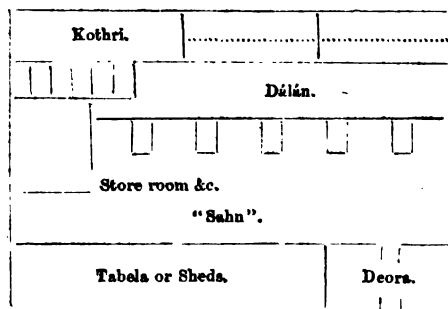 Kothri.
Dálán.
Store room &c.
"Sahn".
Tabela or Sheds.
Deora.